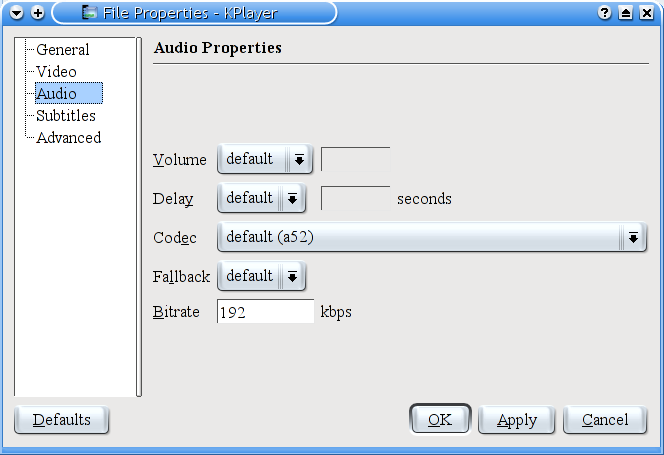 File Properties - KPlayer
General
Video
Audio
Subtitles
Advanced
Audio Properties
Volume default
Delay default seconds
Codec default (a52)
Fallback default
Bitrate 192 kbps
Defaults OK Apply Cancel